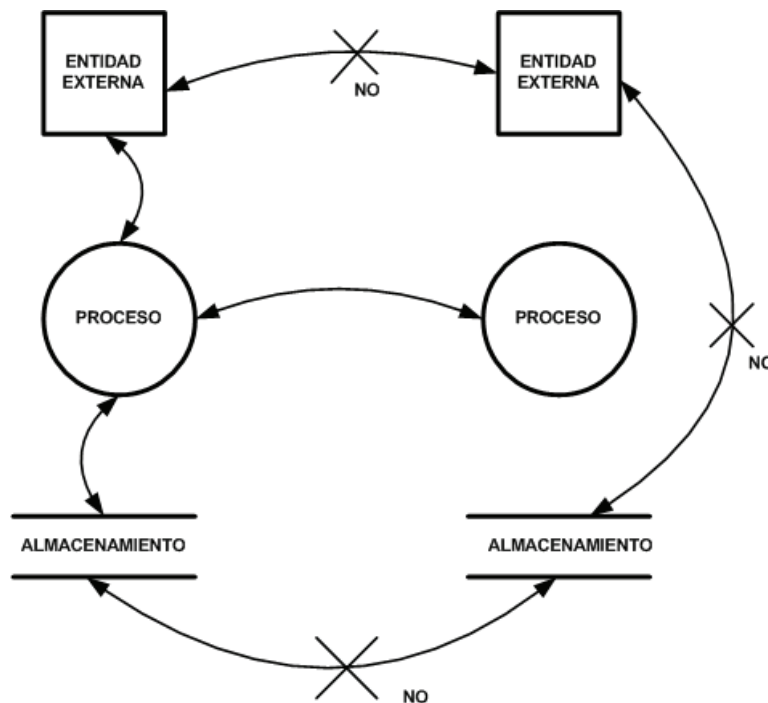 ENTIDAD
EXTERNA
ENTIDAD
EXTERNA
NO
PROCESO
PROCESO
NO
ALMACENAMIENTO
ALMACENAMIENTO
NO